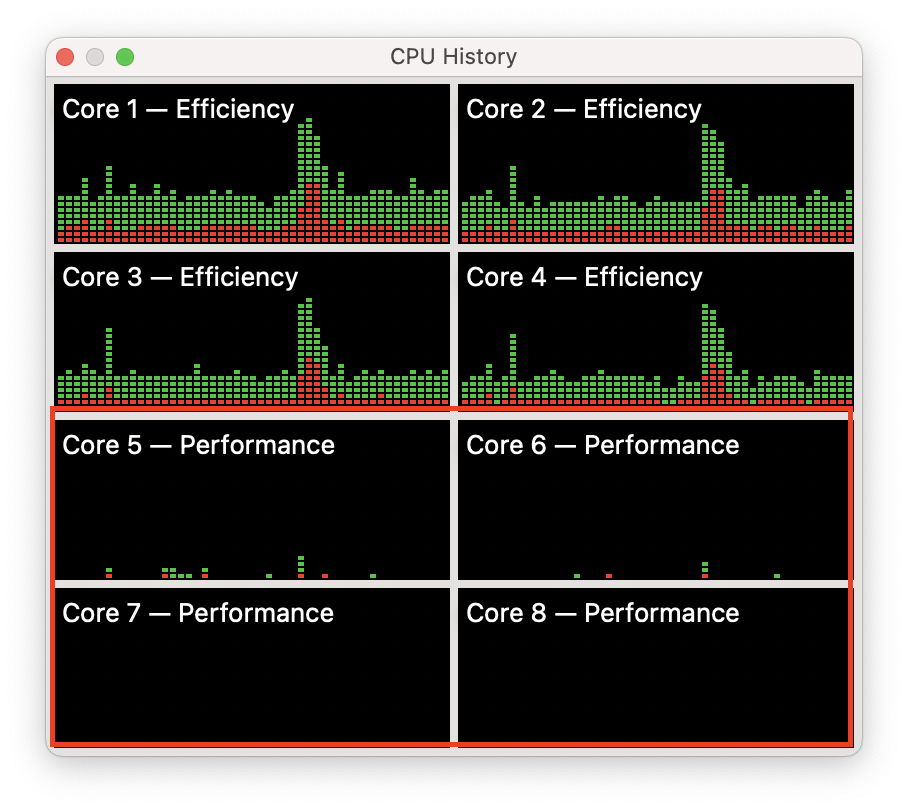 CPU History
Core 1 — Efficiency
Core 2 — Efficiency
Core 3 — Efficiency
Core 4 — Efficiency
Core 5 — Performance
Core 6 — Performance
Core 7 — Performance
Core 8 — Performance